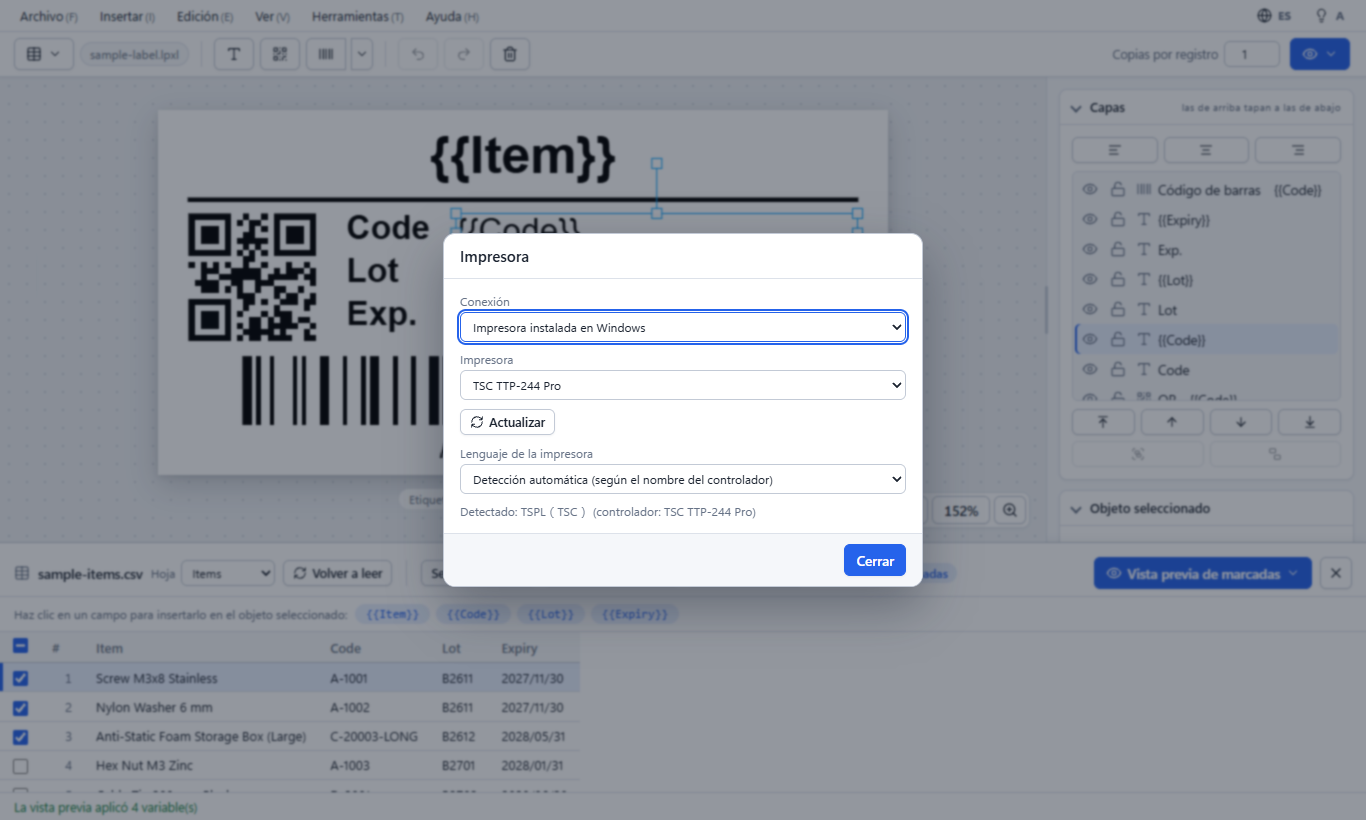 Archivo (F) Insertar (I) Edición (E) Ver (V) Herramientas (T) Ayuda (H) ES A
sample-label.lpxl Copias por registro 1
Capas las de arriba tapan a las de abajo
{{Item}}
Code {{Code}}
Lot
Exp.
Código de barras {{Code}}
{{Expiry}}
Exp.
{{Lot}}
Lot
{{Code}}
Code
QR {{Code}}
Objeto seleccionado
152%
Impresora
Conexión
Impresora instalada en Windows
Impresora
TSC TTP-244 Pro
Actualizar
Lenguaje de la impresora
Detección automática (según el nombre del controlador)
Detectado: TSPL ( TSC ) (controlador: TSC TTP-244 Pro)
Cerrar
sample-items.csv Hoja Items Volver a leer Vista previa de marcadas
Haz clic en un campo para insertarlo en el objeto seleccionado: {{Item}} {{Code}} {{Lot}} {{Expiry}}
# Item Code Lot Expiry
1 Screw M3x8 Stainless A-1001 B2611 2027/11/30
2 Nylon Washer 6 mm A-1002 B2611 2027/11/30
3 Anti-Static Foam Storage Box (Large) C-20003-LONG B2612 2028/05/31
4 Hex Nut M3 Zinc A-1003 B2701 2028/01/31
La vista previa aplicó 4 variable(s)